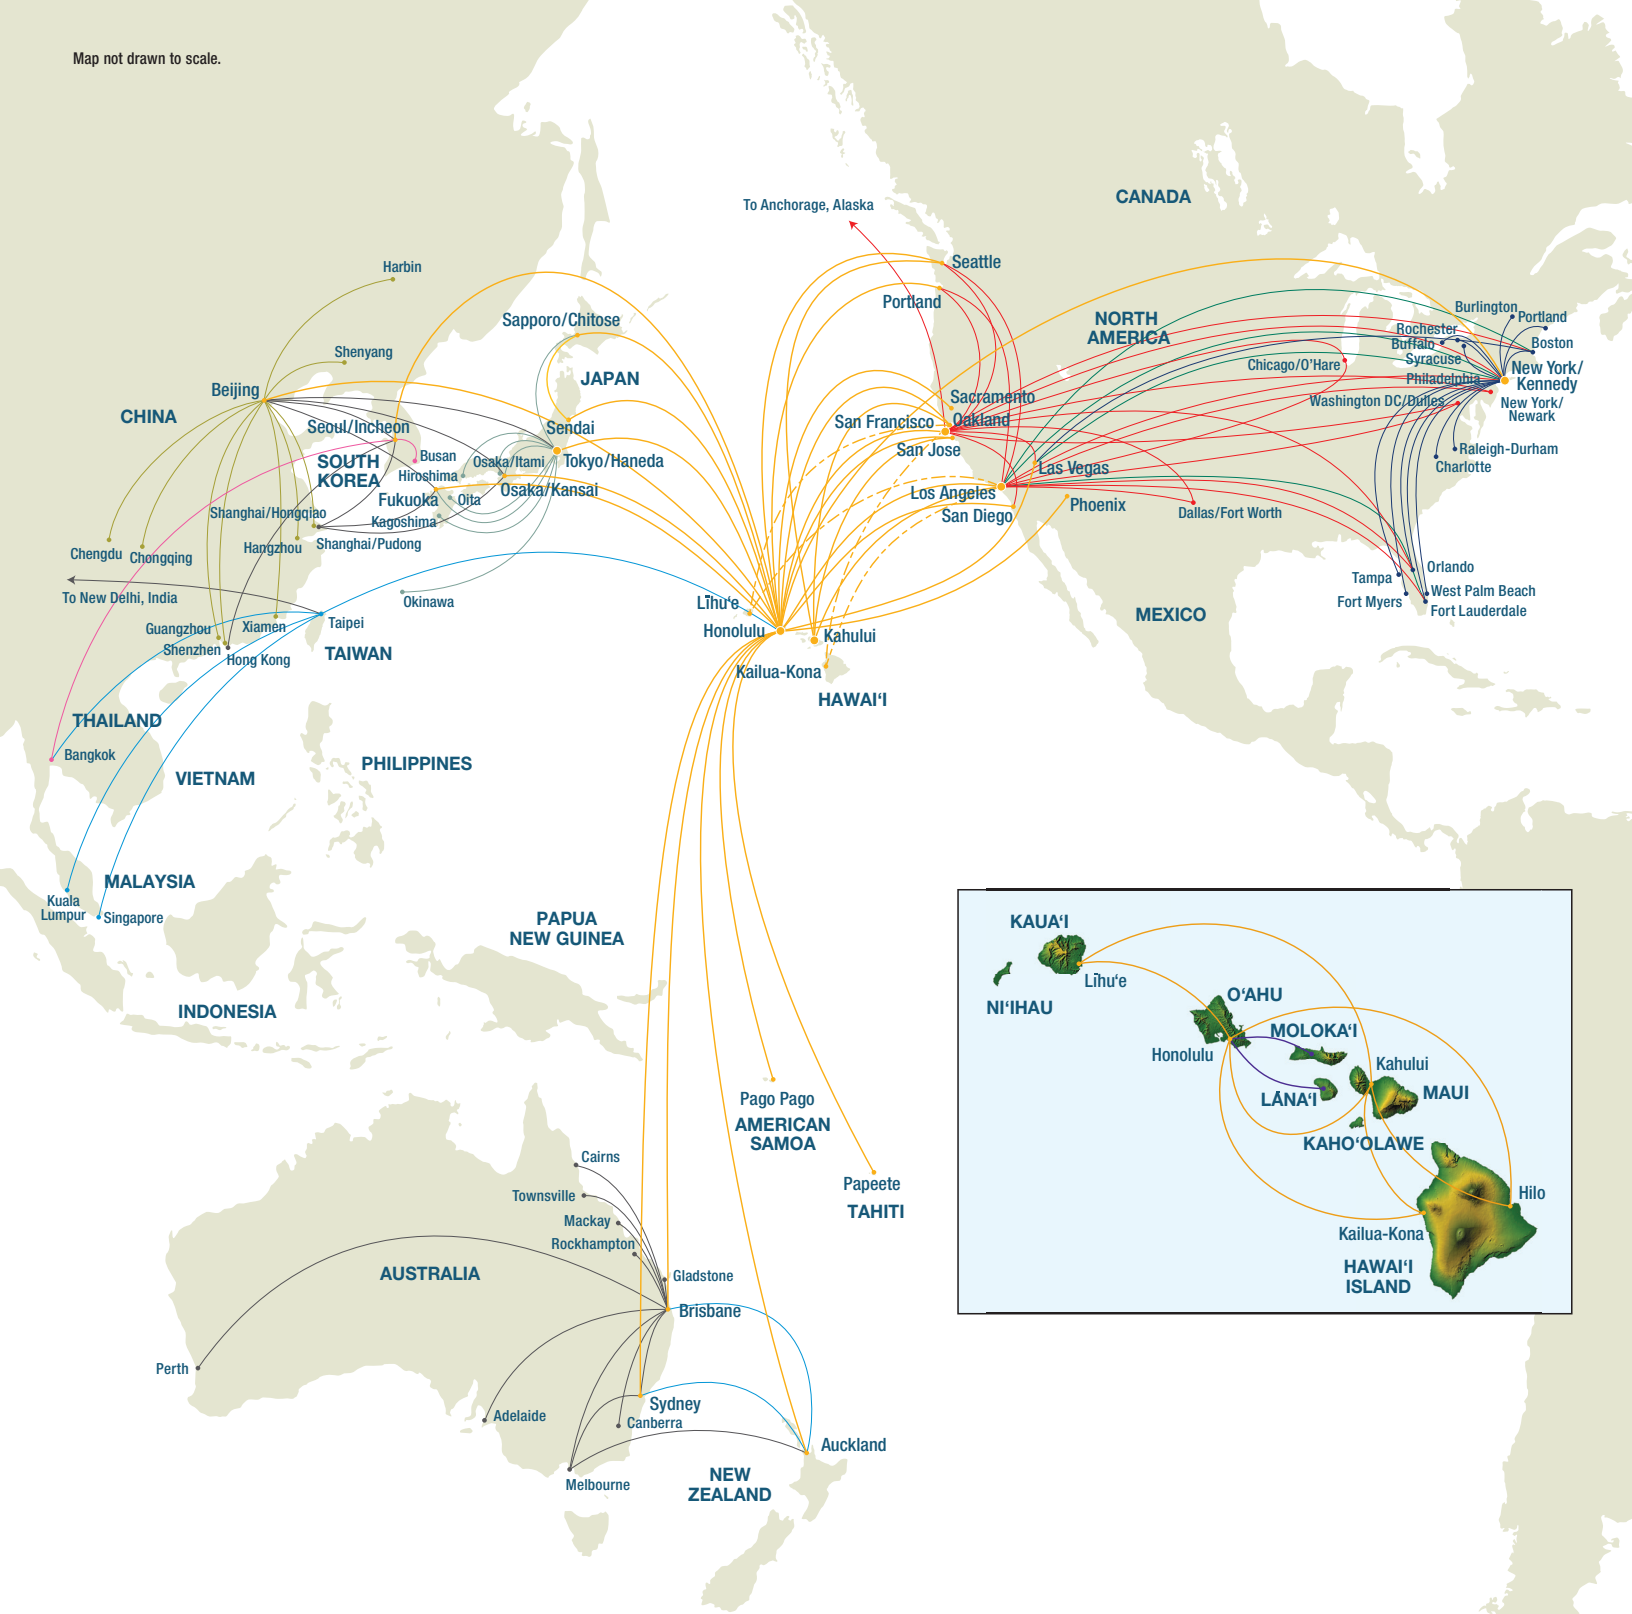 Map not drawn to scale.
To Anchorage, Alaska
CANADA
Seattle
Portland
NORTH
AMERICA
Harbin
Sapporo/Chitose
Shenyang
JAPAN
Beijing
CHINA
Seoul/Incheon
Sendai
SOUTH
KOREA
Busan
Osaka/Itami
Tokyo/Haneda
Hiroshima
Osaka/Kansai
Fukuoka
Oita
Kagoshima
Shanghai/Hongqiao
Hangzhou
Shanghai/Pudong
Chengdu
Chongqing
To New Delhi, India
Okinawa
Guangzhou
Xiamen
Taipei
Shenzhen
Hong Kong
TAIWAN
THAILAND
Bangkok
VIETNAM
PHILIPPINES
MALAYSIA
Kuala
Lumpur
Singapore
INDONESIA
PAPUA
NEW GUINEA
Sacramento
San Francisco
Oakland
San Jose
Las Vegas
Los Angeles
San Diego
Phoenix
Dallas/Fort Worth
Chicago/O'Hare
Burlington
Portland
Rochester
Buffalo
Boston
Syracuse
New York/
Kennedy
Philadelphia
Washington DC/Dulles
New York/
Newark
Raleigh-Durham
Charlotte
Orlando
Tampa
West Palm Beach
Fort Myers
Fort Lauderdale
MEXICO
Līhu‘e
Honolulu
Kahului
Kailua-Kona
HAWAI‘I
Pago Pago
AMERICAN
SAMOA
Papeete
TAHITI
Cairns
Townsville
Mackay
Rockhampton
Gladstone
AUSTRALIA
Brisbane
Perth
Adelaide
Sydney
Canberra
Melbourne
Auckland
NEW
ZEALAND
KAUA‘I
Līhu‘e
NI‘IHAU
O‘AHU
Honolulu
MOLOKA‘I
Kahului
LĀNA‘I
MAUI
KAHO‘OLAWE
Hilo
Kailua-Kona
HAWAI‘I
ISLAND